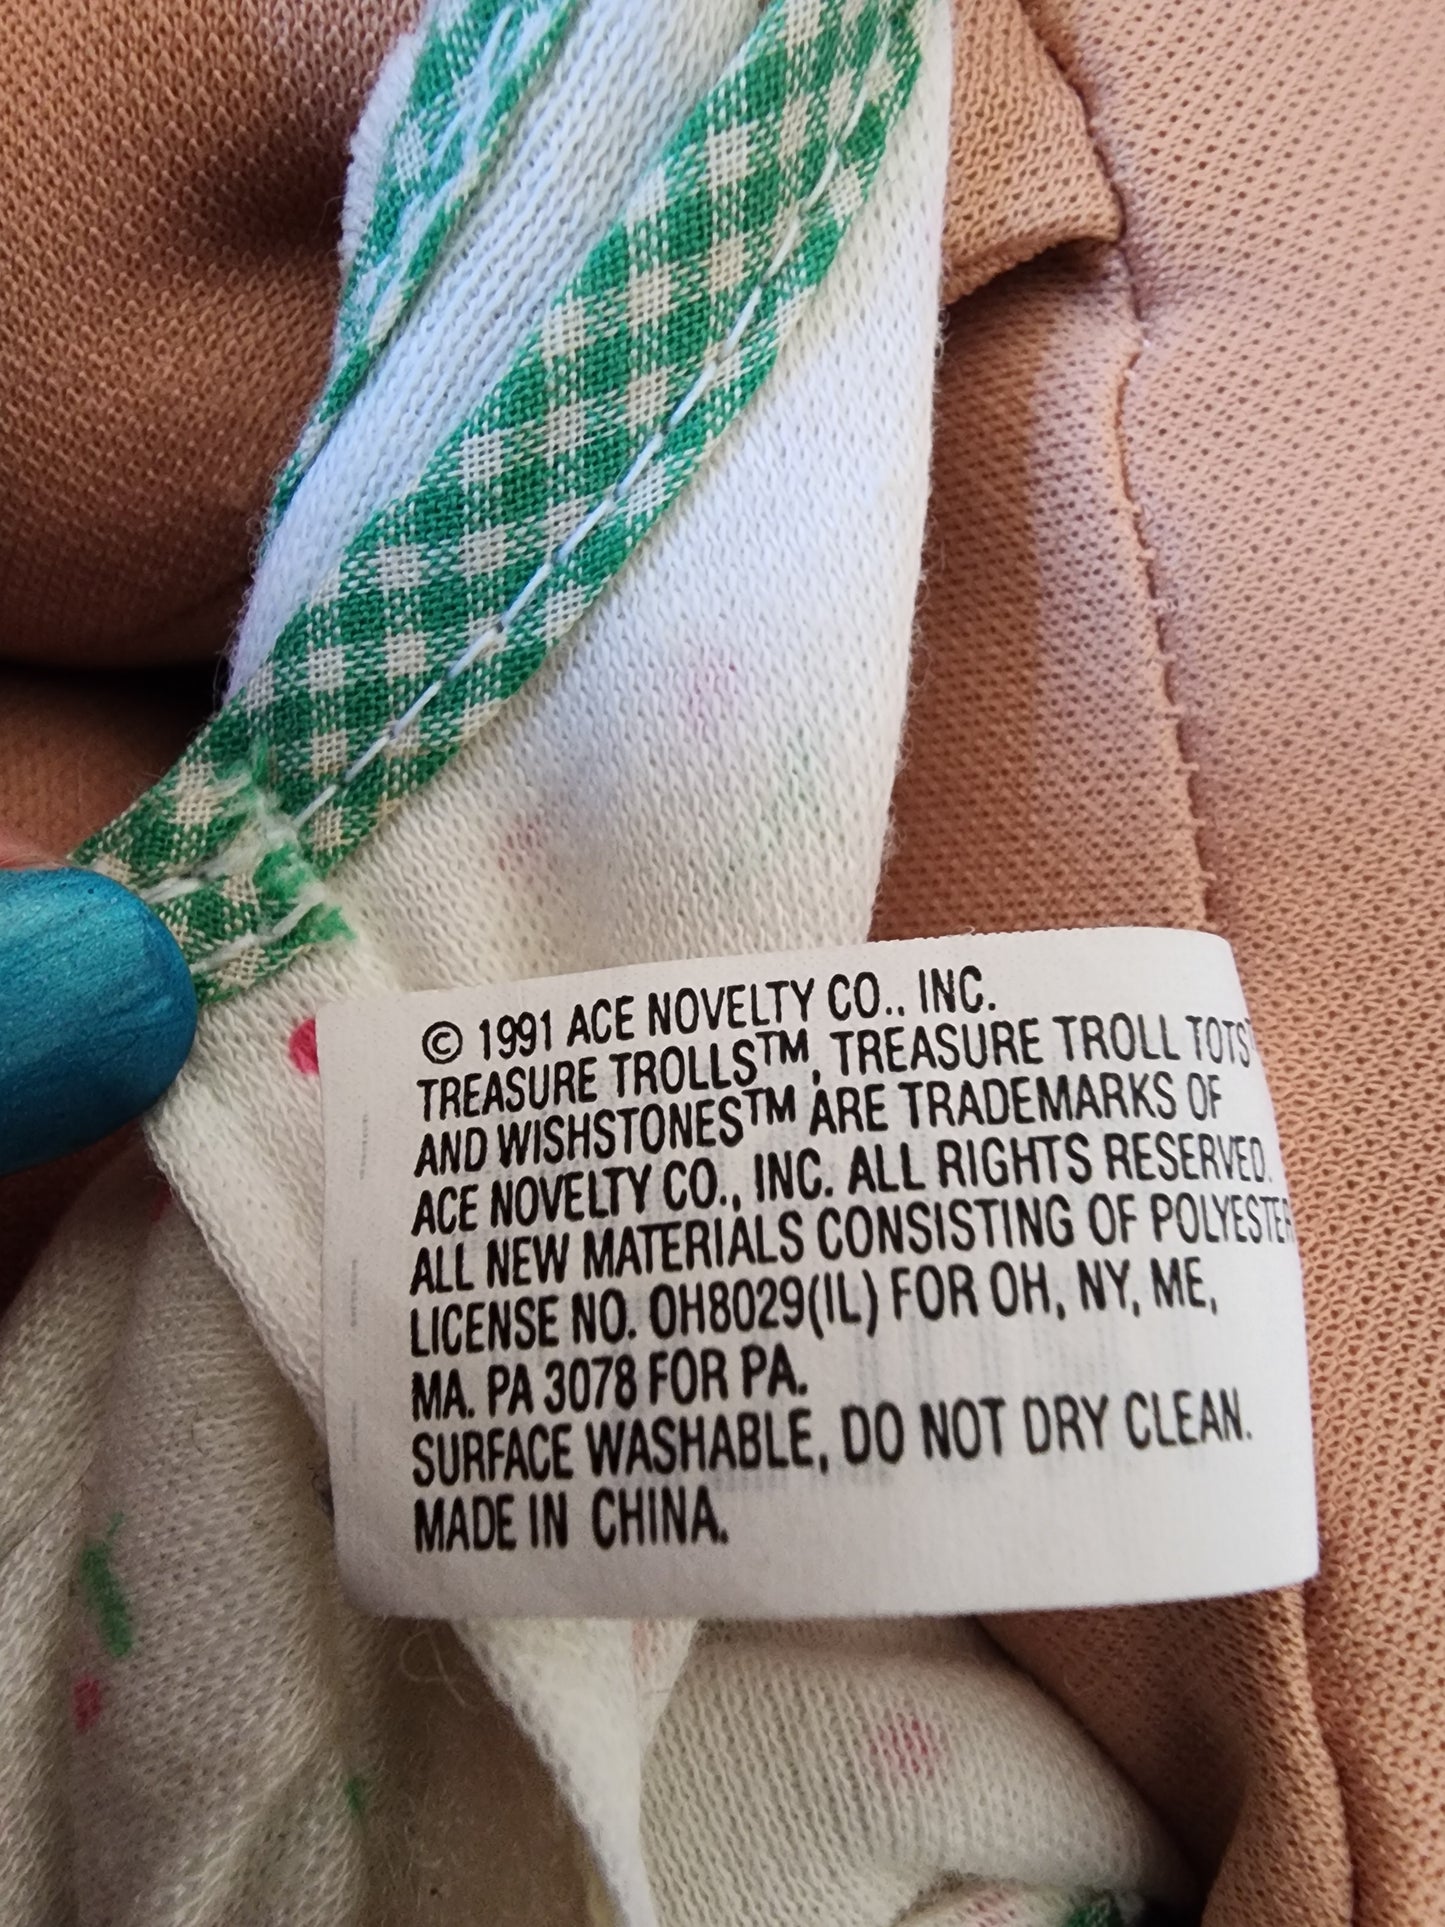 © 1991 ACE NOVELTY CO., INC.
TREASURE TROLLS™, TREASURE TROLL TOTS
AND WISHSTONES™ ARE TRADEMARKS OF
ACE NOVELTY CO., INC. ALL RIGHTS RESERVED.
ALL NEW MATERIALS CONSISTING OF POLYESTER
LICENSE NO. OH8029(IL) FOR OH, NY, ME,
MA. PA 3078 FOR PA.
SURFACE WASHABLE, DO NOT DRY CLEAN.
MADE IN CHINA.